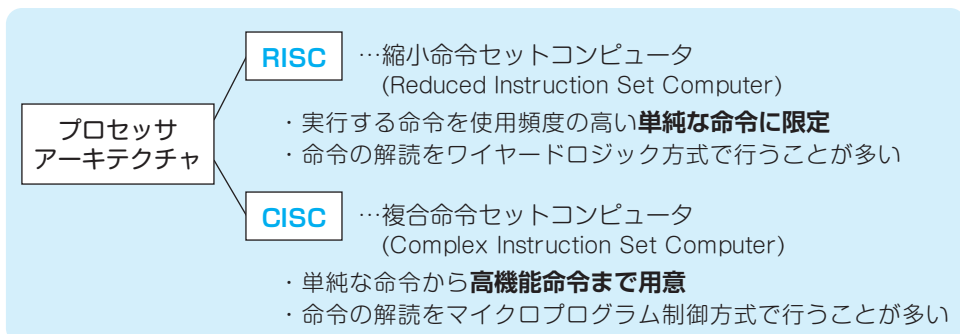 プロセッサ
アーキテクチャ
RISC …縮小命令セットコンピュータ
(Reduced Instruction Set Computer)
・実行する命令を使用頻度の高い単純な命令に限定
・命令の解読をワイヤードロジック方式で行うことが多い
CISC …複合命令セットコンピュータ
(Complex Instruction Set Computer)
・単純な命令から高機能命令まで用意
・命令の解読をマイクロプログラム制御方式で行うことが多い